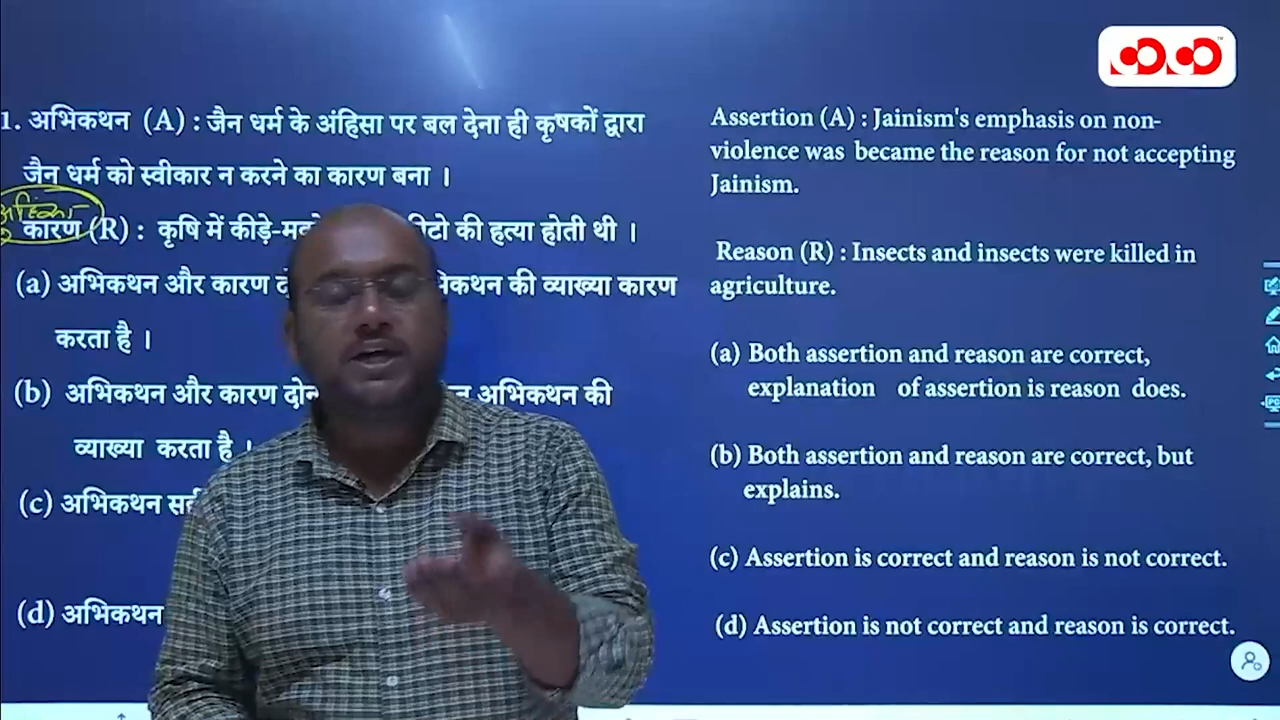 1. अभिकथन (A) : जैन धर्म के अंहिसा पर बल देना ही कृषकों द्वारा
जैन धर्म को स्वीकार न करने का कारण बना ।
कारण (R) : कृषि में कीड़े- की हत्या होती थी ।
(a) अभिकथन और कारण की व्याख्या कारण
करता है ।
(b) अभिकथन और कारण अभिकथन की
व्याख्या करता है ।
(c) अभिकथन
(d) अभिकथन
Assertion (A) : Jainism's emphasis on non-
violence was became the reason for not accepting
Jainism.
Reason (R) : Insects and insects were killed in
agriculture.
(a) Both assertion and reason are correct,
explanation of assertion is reason does.
(b) Both assertion and reason are correct, but
explains.
(c) Assertion is correct and reason is not correct.
(d) Assertion is not correct and reason is correct.